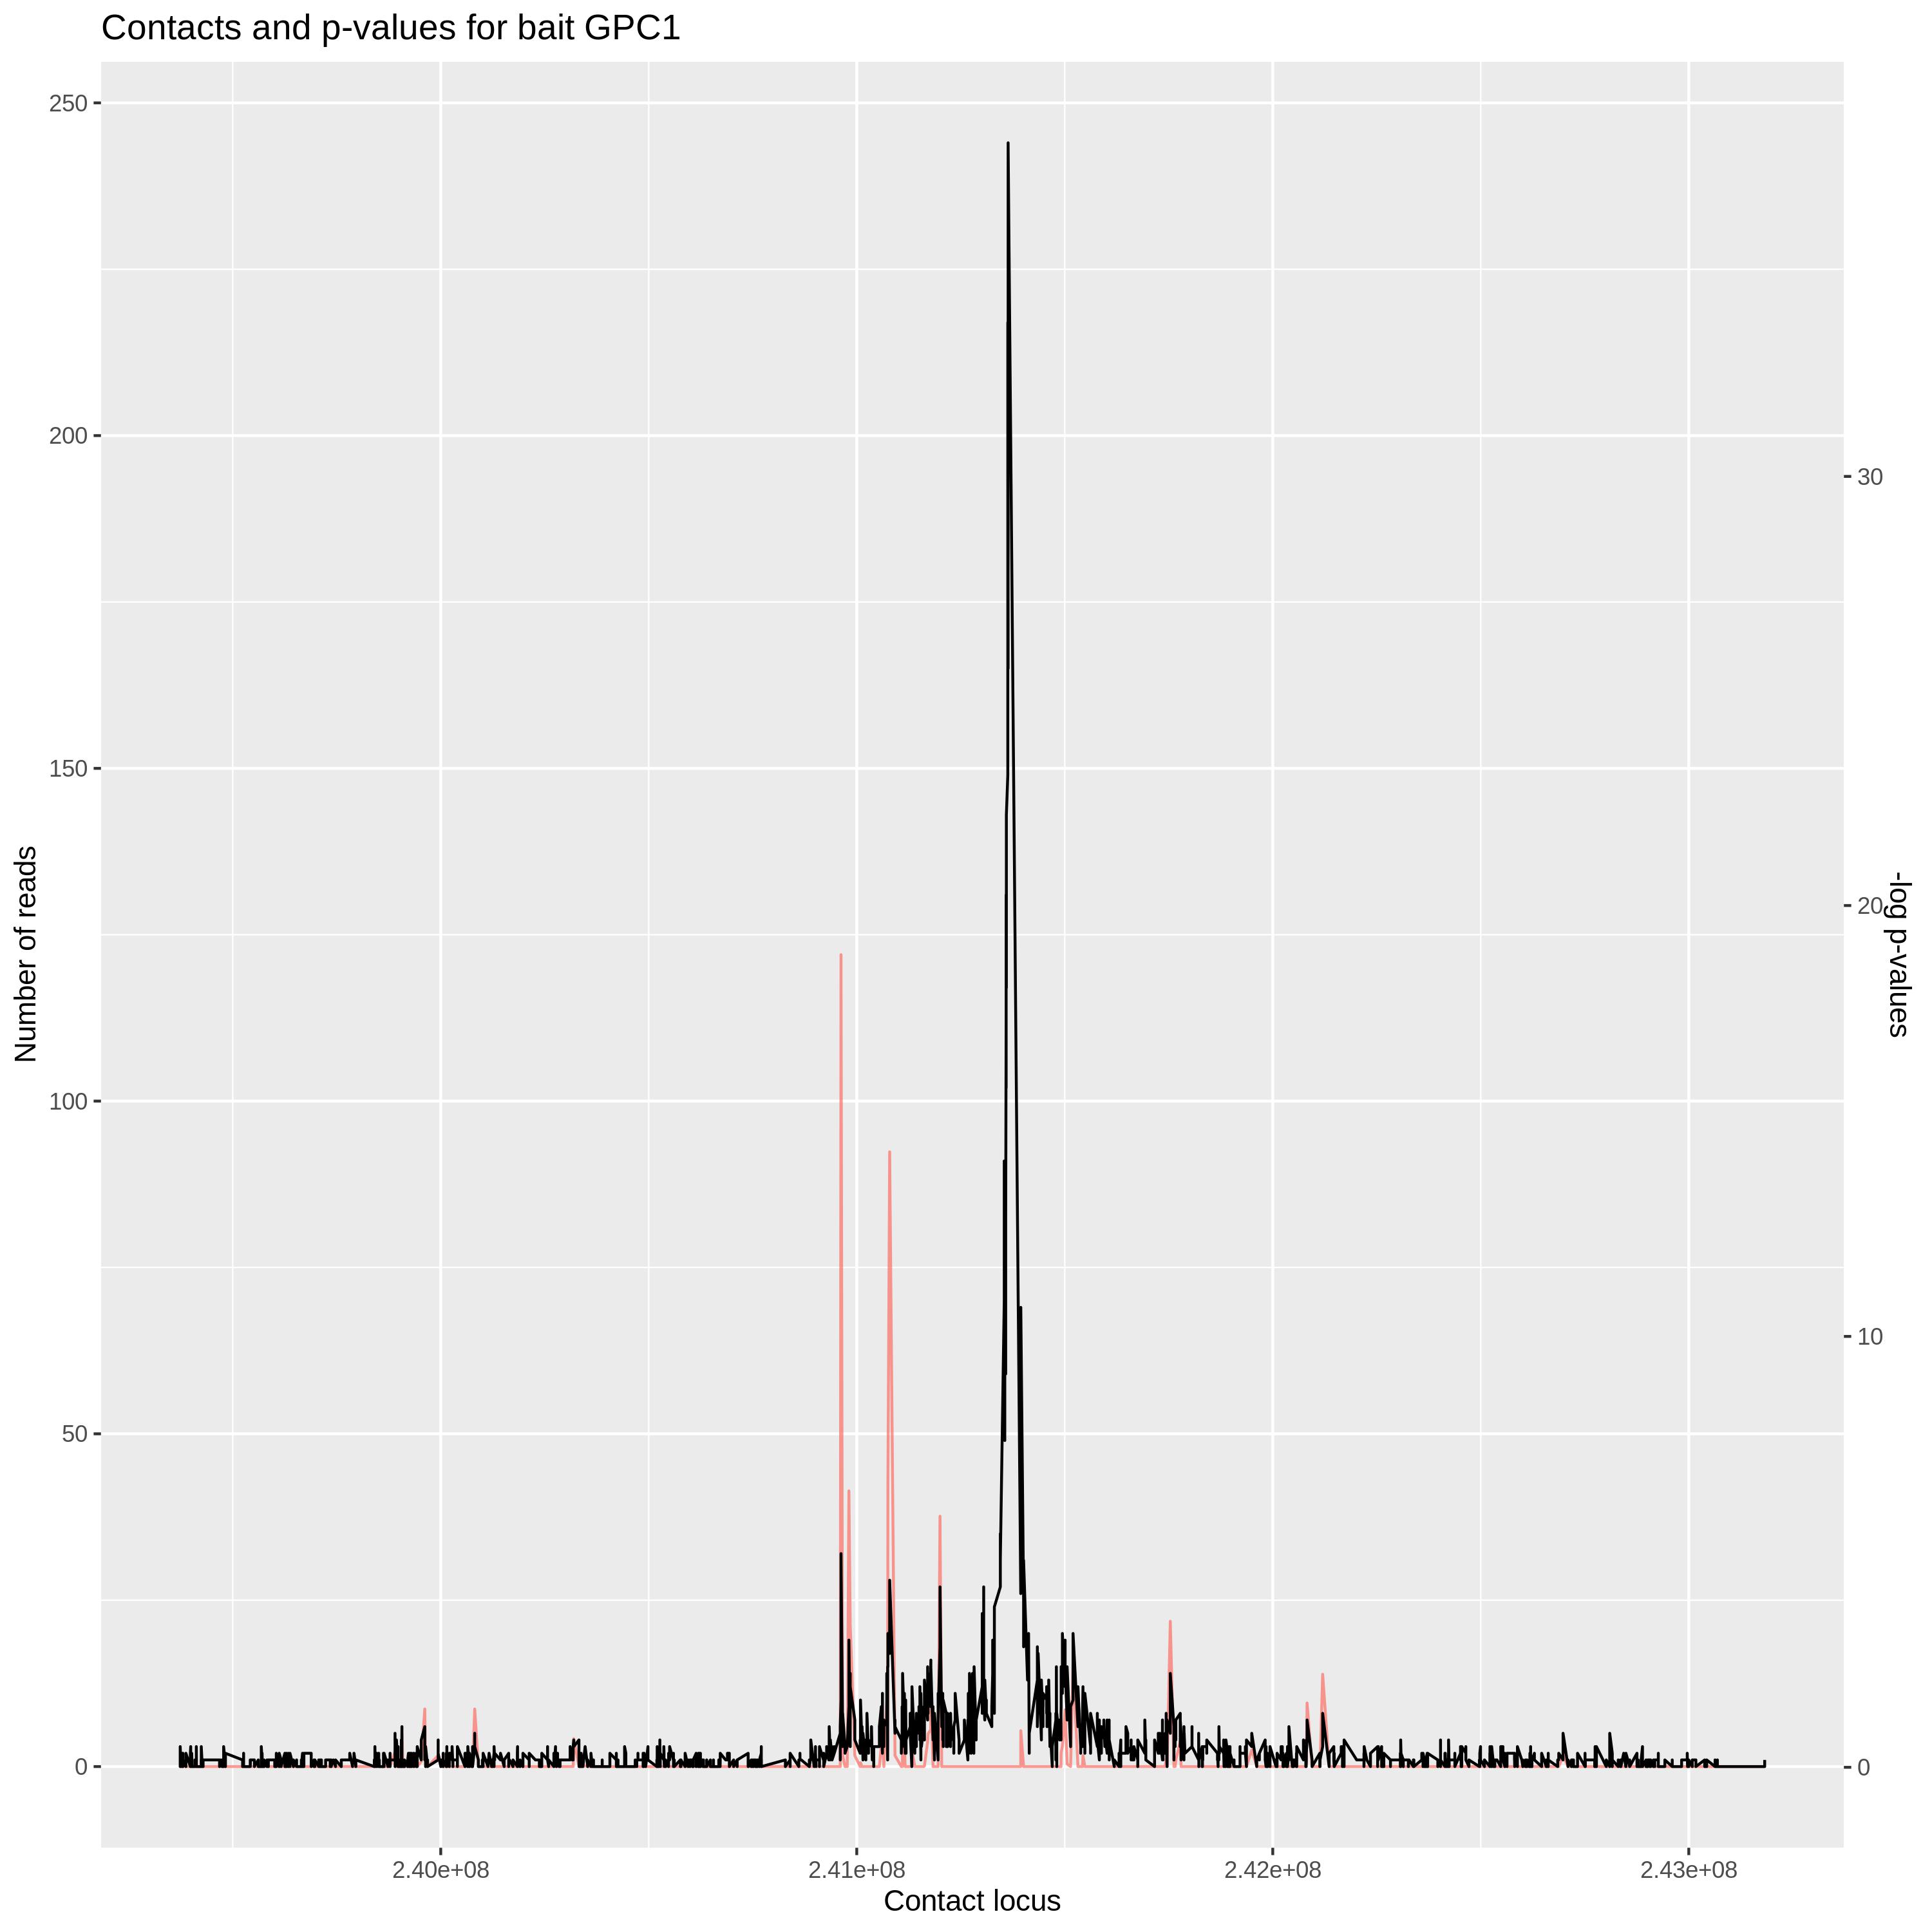 Contacts and p-values for bait GPC1
250
200
150
100
50
0
Number of reads
30
20
10
0
-log p-values
2.40e+08
2.41e+08
2.42e+08
2.43e+08
Contact locus